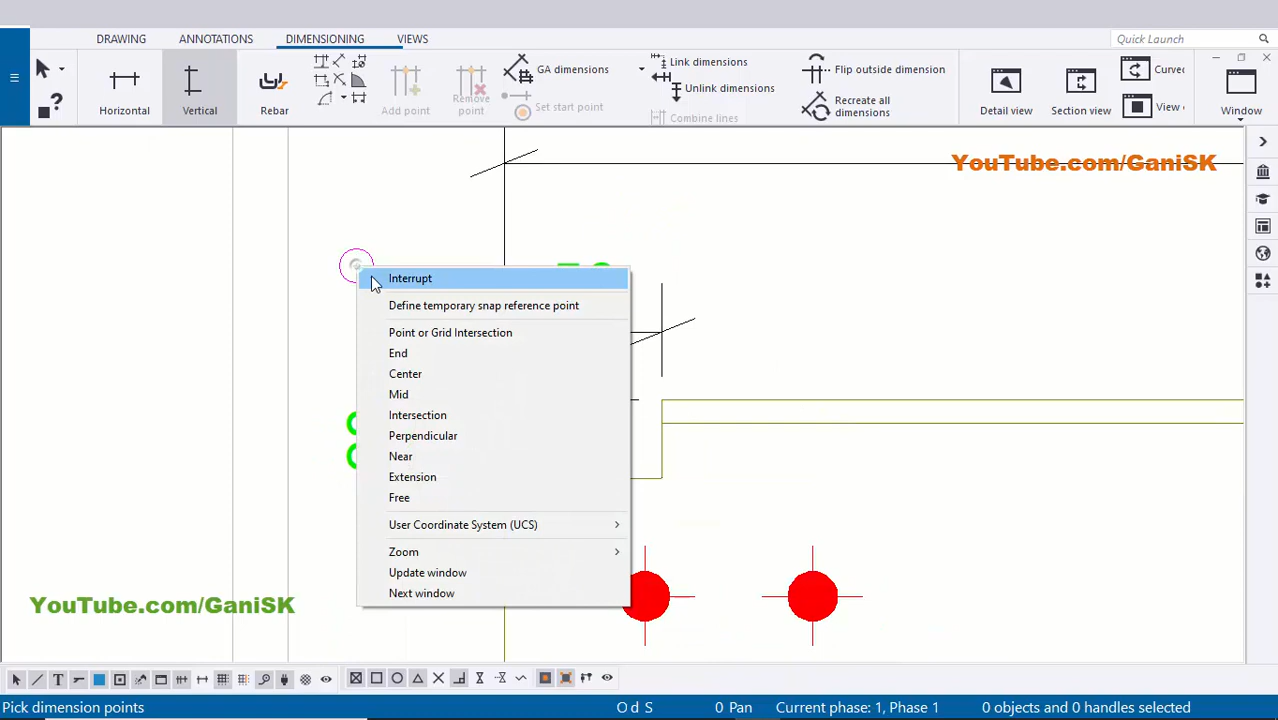 DRAWING ANNOTATIONS DIMENSIONING VIEWS Quick Launch
Horizontal Vertical Rebar Add point Remove point
GA dimensions
Set start point
Link dimensions
Unlink dimensions
Combine lines
Flip outside dimension
Recreate all dimensions
Detail view Section view
View
Window
YouTube.com/GaniSK
Interrupt
Define temporary snap reference point
Point or Grid Intersection
End
Center
Mid
Intersection
Perpendicular
Near
Extension
Free
User Coordinate System (UCS)
Zoom
Update window
Next window
YouTube.com/GaniSK
Pick dimension points O d S 0 Pan Current phase: 1, Phase 1 0 objects and 0 handles selected